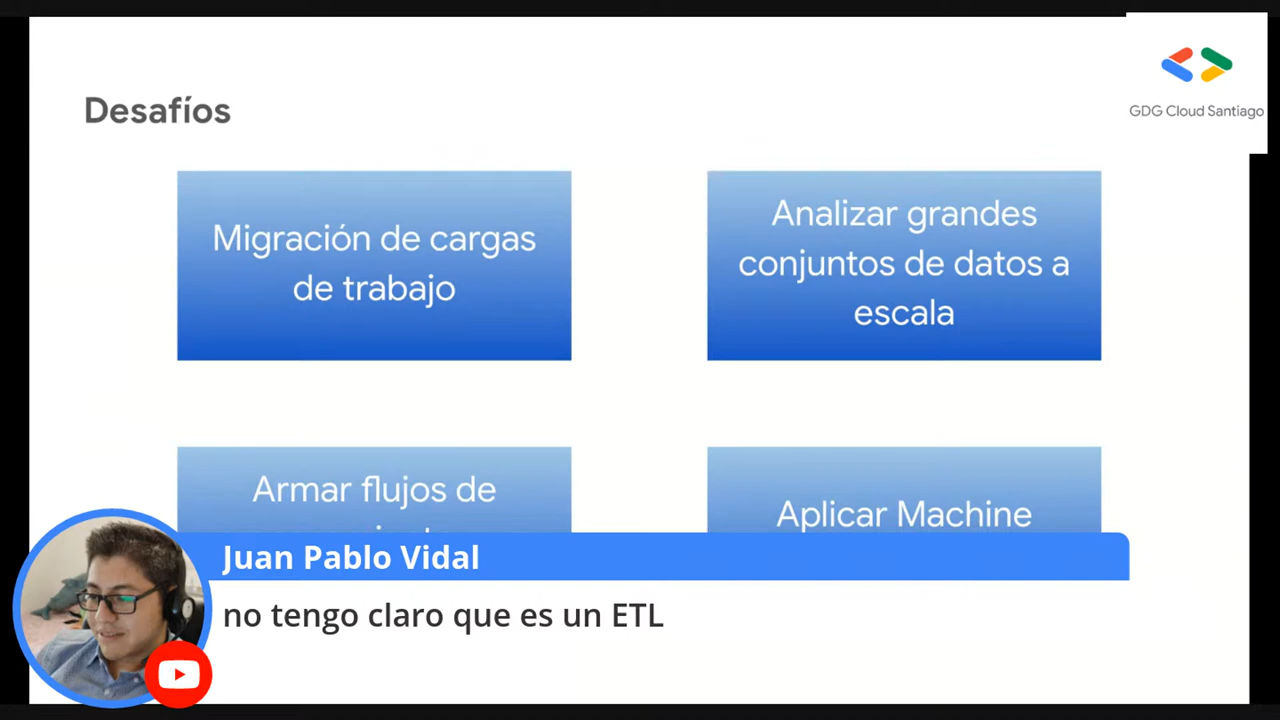 GDG Cloud Santiago
Desafíos
Migración de cargas
de trabajo
Analizar grandes
conjuntos de datos a
escala
Armar flujos de
Aplicar Machine
Juan Pablo Vidal
no tengo claro que es un ETL